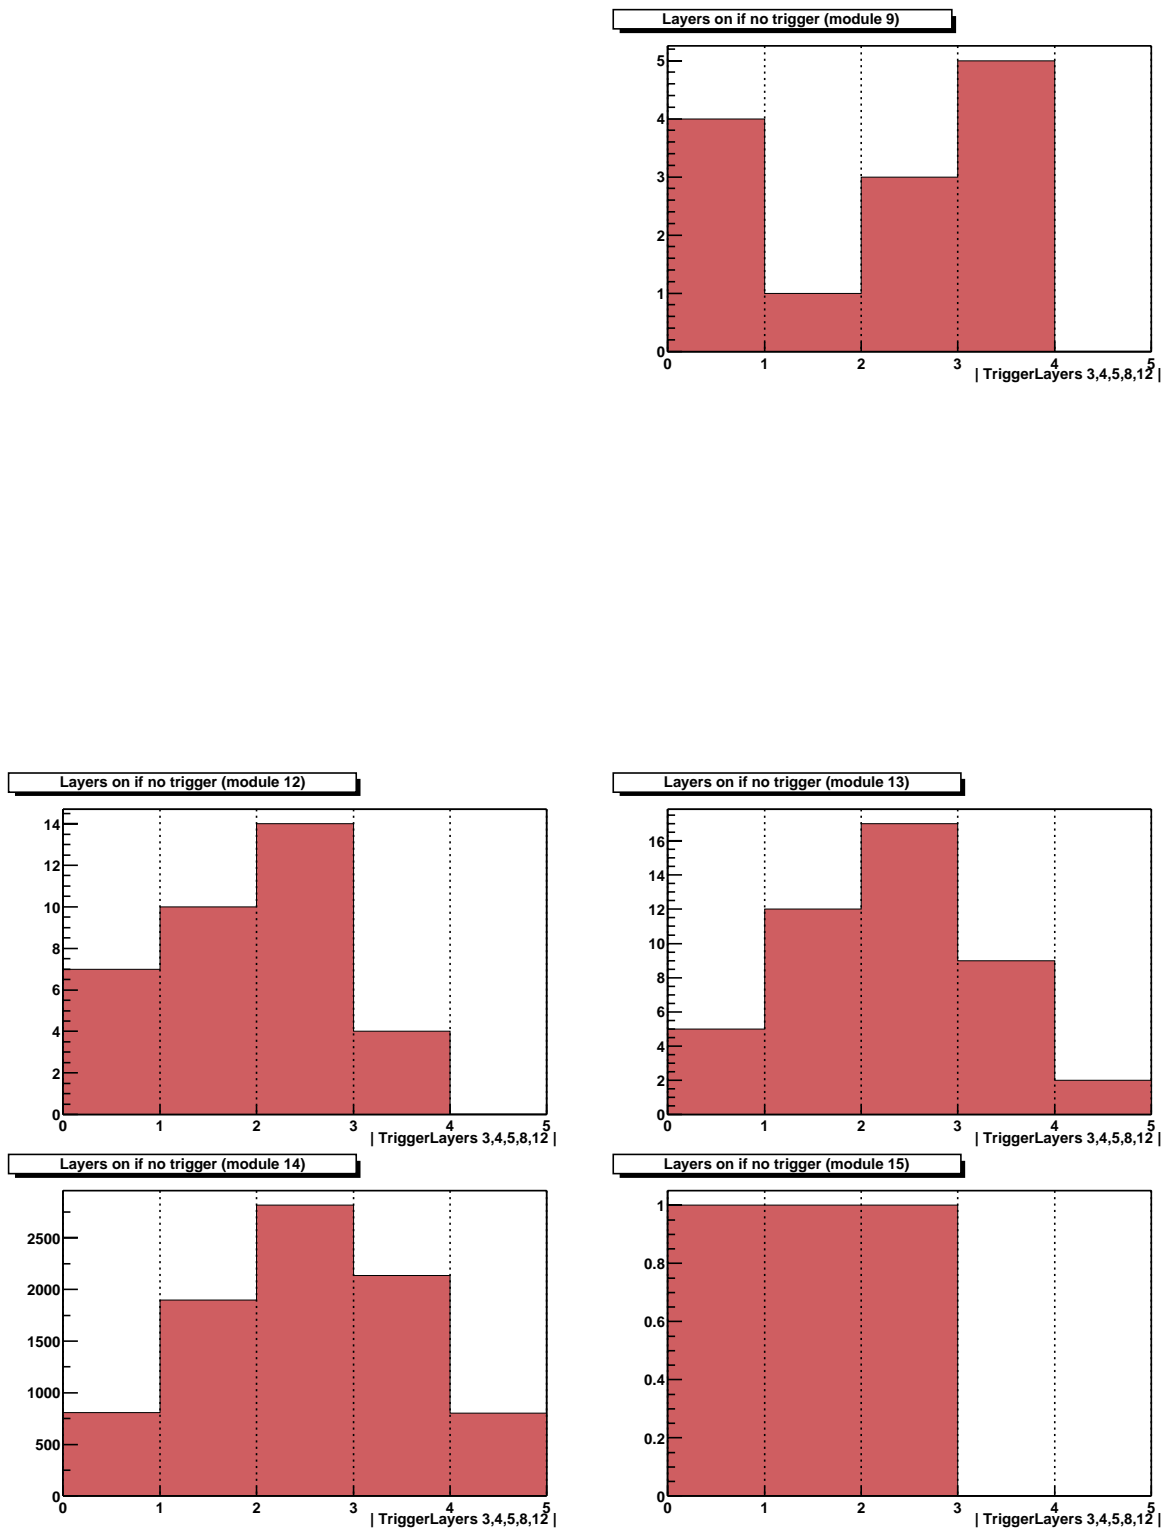 Layers on if no trigger (module 9)
5
4
3
2
1
0
0 1 2 3 4 5
| TriggerLayers 3,4,5,8,12 |
Layers on if no trigger (module 12)
14
12
10
8
6
4
2
0
0 1 2 3 4 5
| TriggerLayers 3,4,5,8,12 |
Layers on if no trigger (module 13)
16
14
12
10
8
6
4
2
0
0 1 2 3 4 5
| TriggerLayers 3,4,5,8,12 |
Layers on if no trigger (module 14)
2500
2000
1500
1000
500
0
0 1 2 3 4 5
| TriggerLayers 3,4,5,8,12 |
Layers on if no trigger (module 15)
1
0.8
0.6
0.4
0.2
0
0 1 2 3 4 5
| TriggerLayers 3,4,5,8,12 |